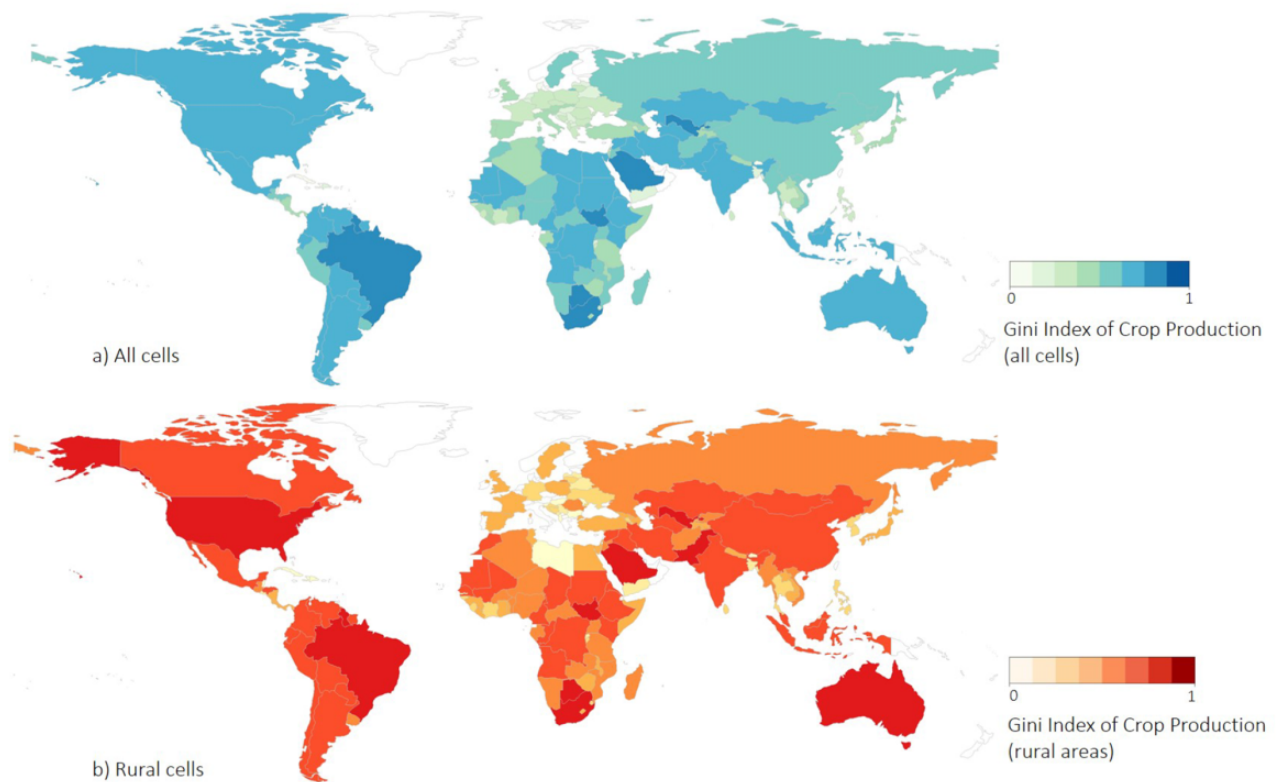 0
1
Gini Index of Crop Production
(all cells)
a) All cells
0
1
Gini Index of Crop Production
(rural areas)
b) Rural cells